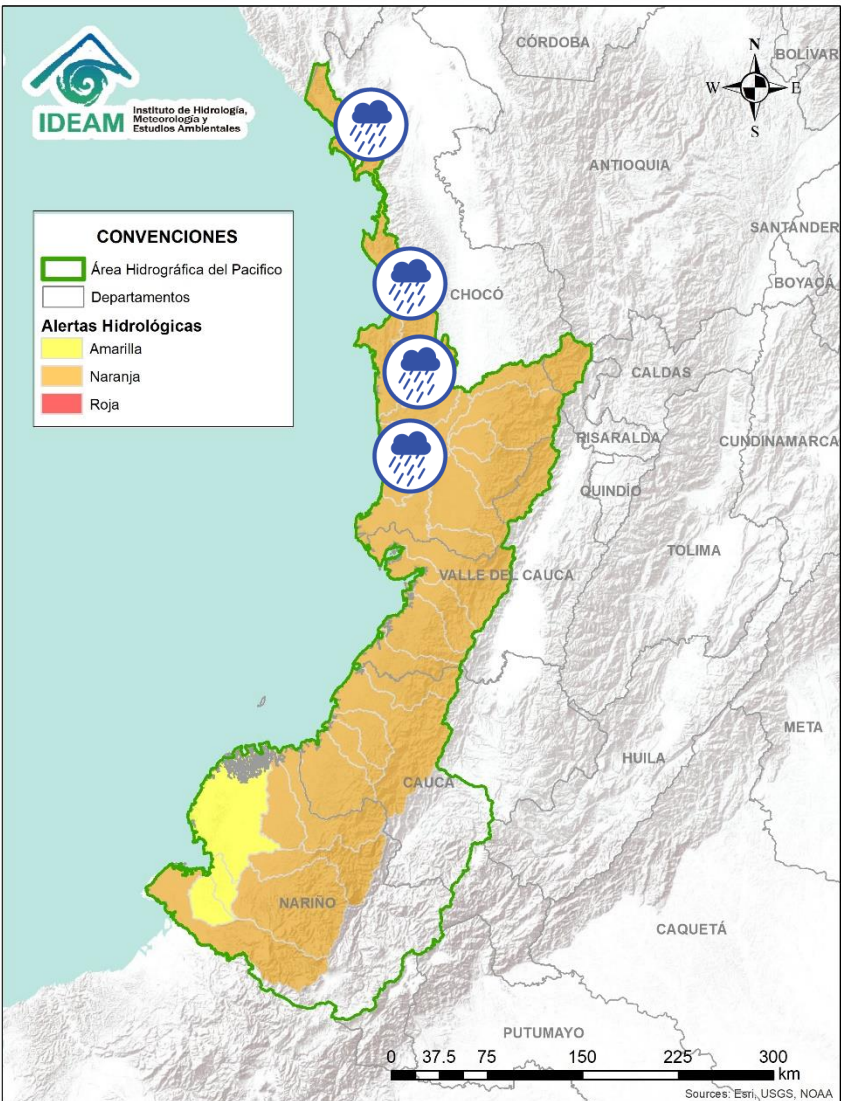 IDEAM
Instituto de Hidrología,
Meteorología y
Estudios Ambientales
CÓRDOBA
BOLÍVAR
N
W
E
S
ANTIOQUIA
SANTANDER
BOYACÁ
CONVENCIONES
Área Hidrográfica del Pacifico
Departamentos
Alertas Hidrológicas
Amarilla
Naranja
Roja
CHOCÓ
CALDAS
RISARALDA
CUNDINAMARCA
QUINDÍO
TOLIMA
VALLE DEL CAUCA
META
HUILA
CAUCA
NARIÑO
CAQUETÁ
PUTUMAYO
0 37.5 75 150 225 300
km
Sources: Esri, USGS, NOAA